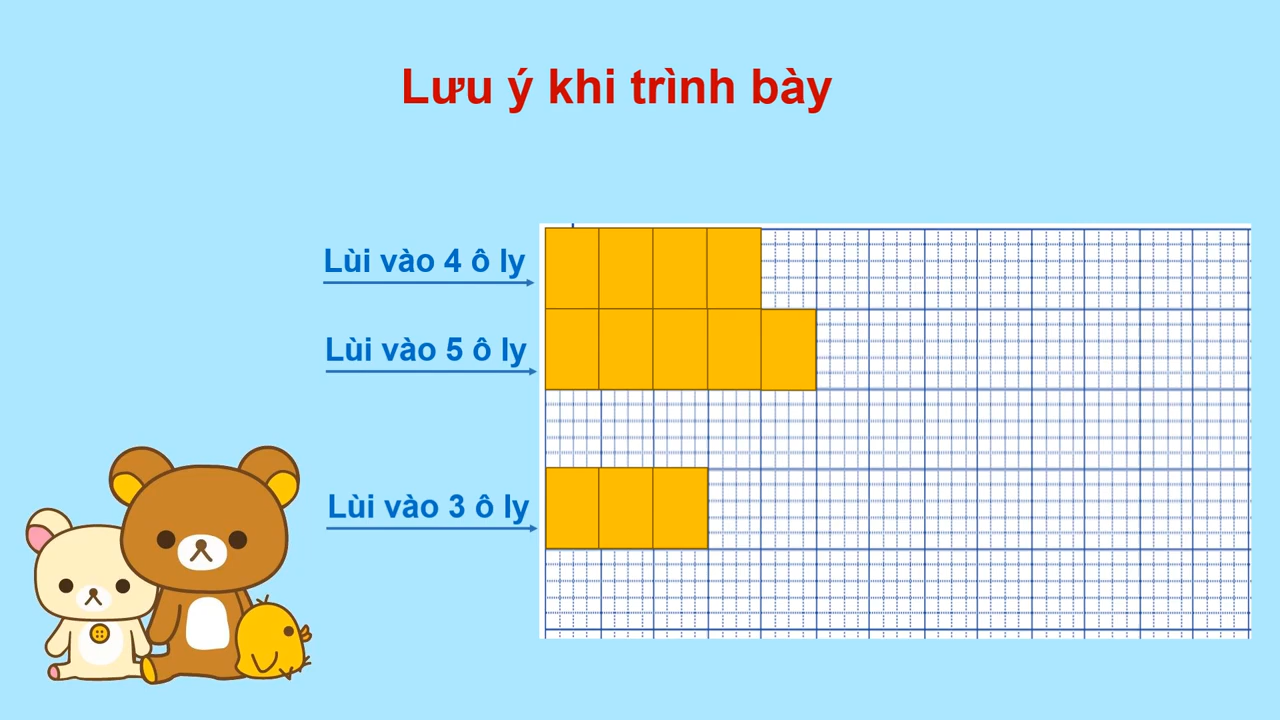 Lưu ý khi trình bày
Lùi vào 4 ô ly
Lùi vào 5 ô ly
Lùi vào 3 ô ly